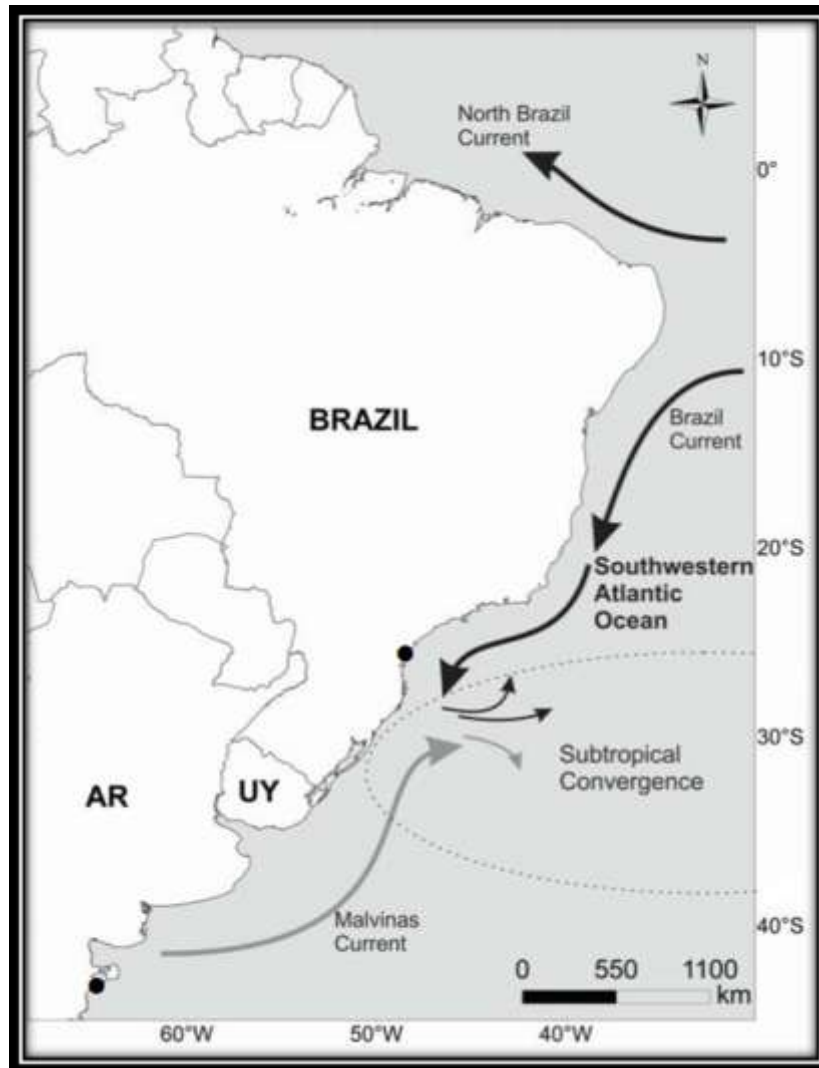 N
North Brazil
Current
0°
10°S
BRAZIL
Brazil
Current
20°S
Southwestern
Atlantic
Ocean
30°S
Subtropical
Convergence
AR
UY
Malvinas
Current
40°S
0 550 1100
km
60°W 50°W 40°W